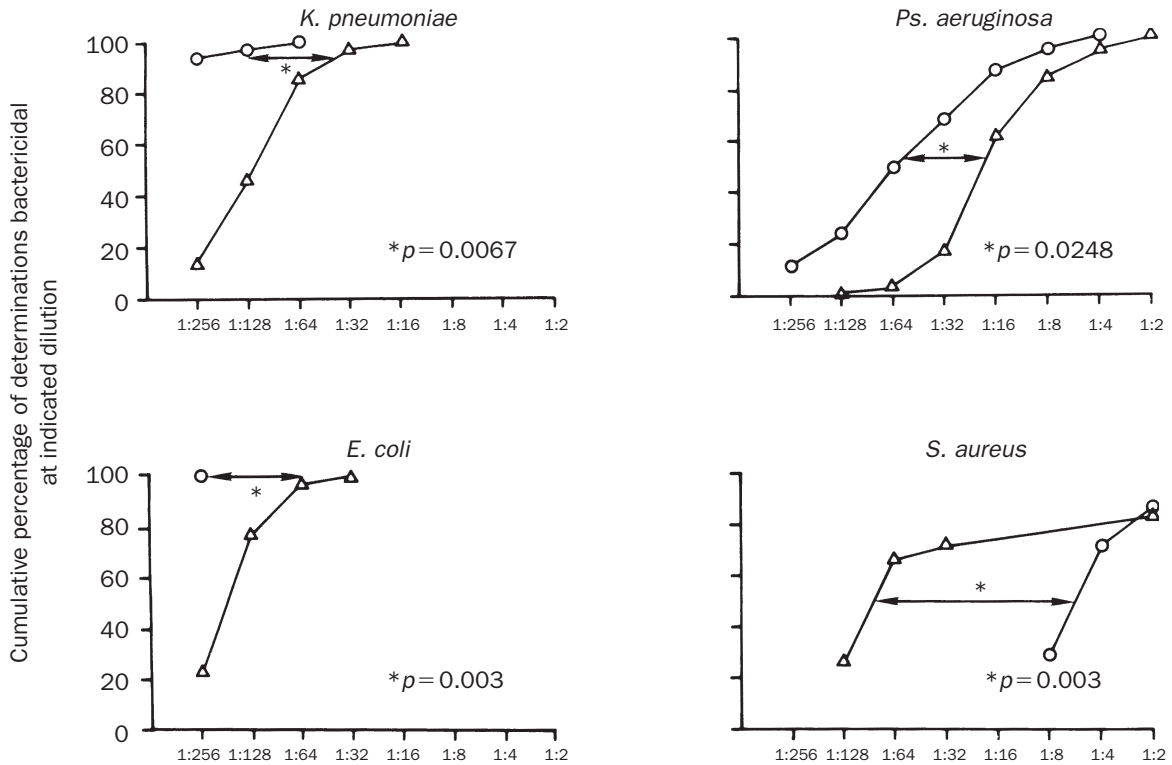 Cumulative percentage of determinations bactericidal
at indicated dilution
K. pneumoniae
100
80
60
40
20
0
*
*p=0.0067
1:256 1:128 1:64 1:32 1:16 1:8 1:4 1:2
Ps. aeruginosa
*
*p=0.0248
1:256 1:128 1:64 1:32 1:16 1:8 1:4 1:2
E. coli
100
80
60
40
20
0
*
*p=0.003
1:256 1:128 1:64 1:32 1:16 1:8 1:4 1:2
S. aureus
*
*p=0.003
1:256 1:128 1:64 1:32 1:16 1:8 1:4 1:2